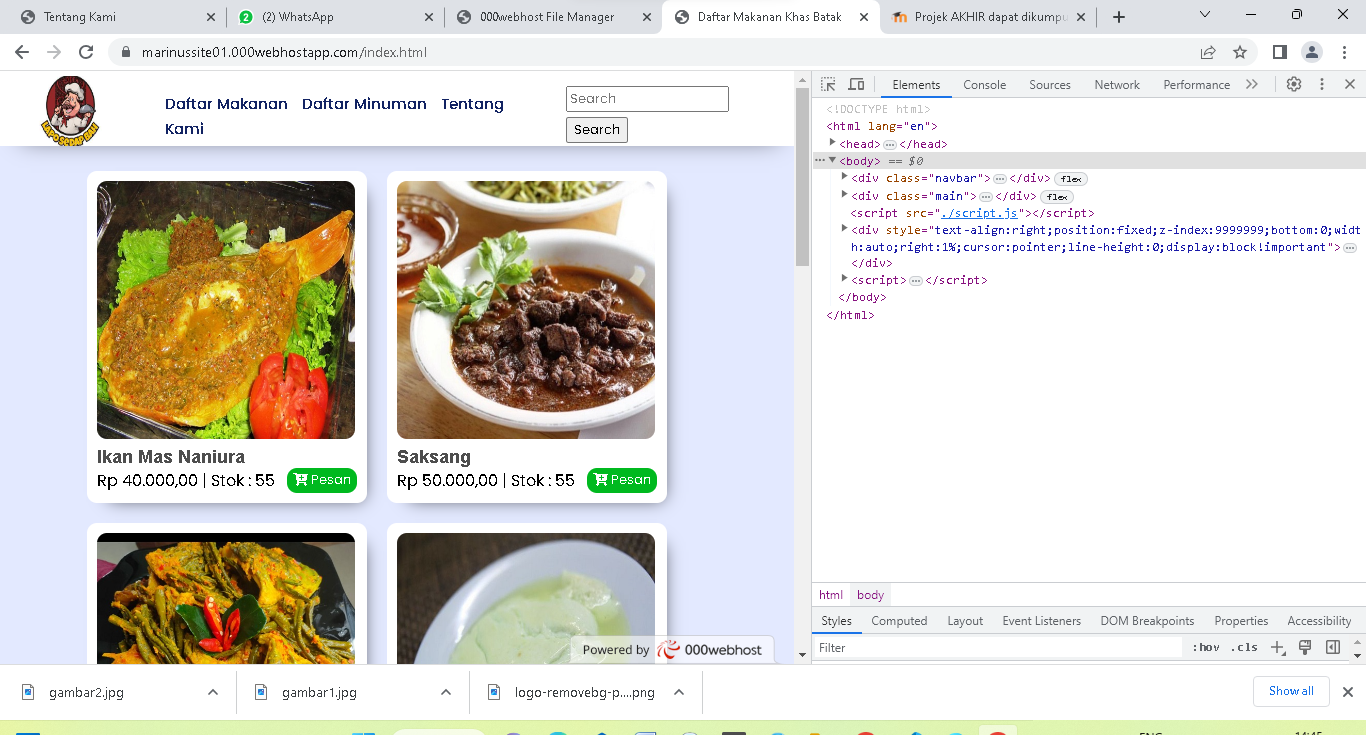 Tentang Kami
(2) WhatsApp
000webhost File Manager
Daftar Makanan Khas Batak
Projek AKHIR dapat dikumpu
marinussite01.000webhostapp.com/index.html
Daftar Makanan Daftar Minuman Tentang
Kami
Search
Search
Ikan Mas Naniura
Rp 40.000,00 | Stok : 55
Pesan
Saksang
Rp 50.000,00 | Stok : 55
Pesan
Powered by 000webhost
Elements Console Sources Network Performance
<!DOCTYPE html>
<html lang="en">
<head>…</head>
<body> == $0
<div class="navbar">…</div> flex
<div class="main">…</div> flex
<script src="./script.js"></script>
<div style="text-align:right;position:fixed;z-index:9999999;bottom:0;widt
h:auto;right:1%;cursor:pointer;line-height:0;display:block!important">…
</div>
<script>…</script>
</body>
</html>
html body
Styles Computed Layout Event Listeners DOM Breakpoints Properties Accessibility
Filter
:hov .cls
gambar2.jpg
gambar1.jpg
logo-removebg-p....png
Show all